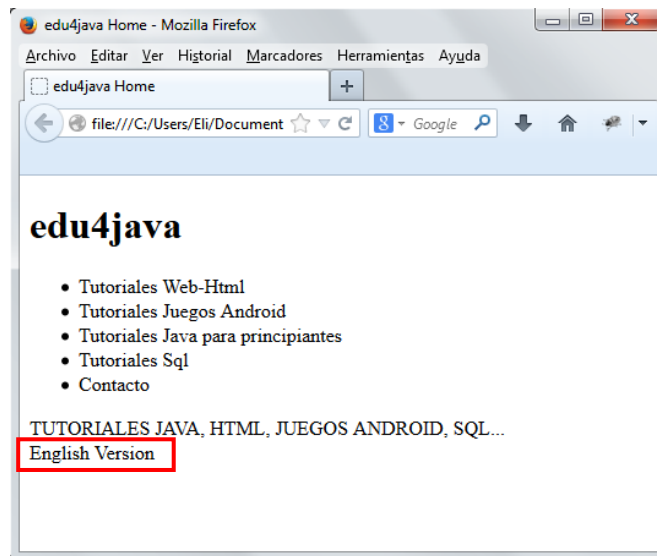 edu4java Home - Mozilla Firefox
Archivo Editar Ver Historial Marcadores Herramientas Ayuda
edu4java Home
file:///C:/Users/Eli/Document Google
edu4java
Tutoriales Web-Html
Tutoriales Juegos Android
Tutoriales Java para principiantes
Tutoriales Sql
Contacto
TUTORIALES JAVA, HTML, JUEGOS ANDROID, SQL...
English Version